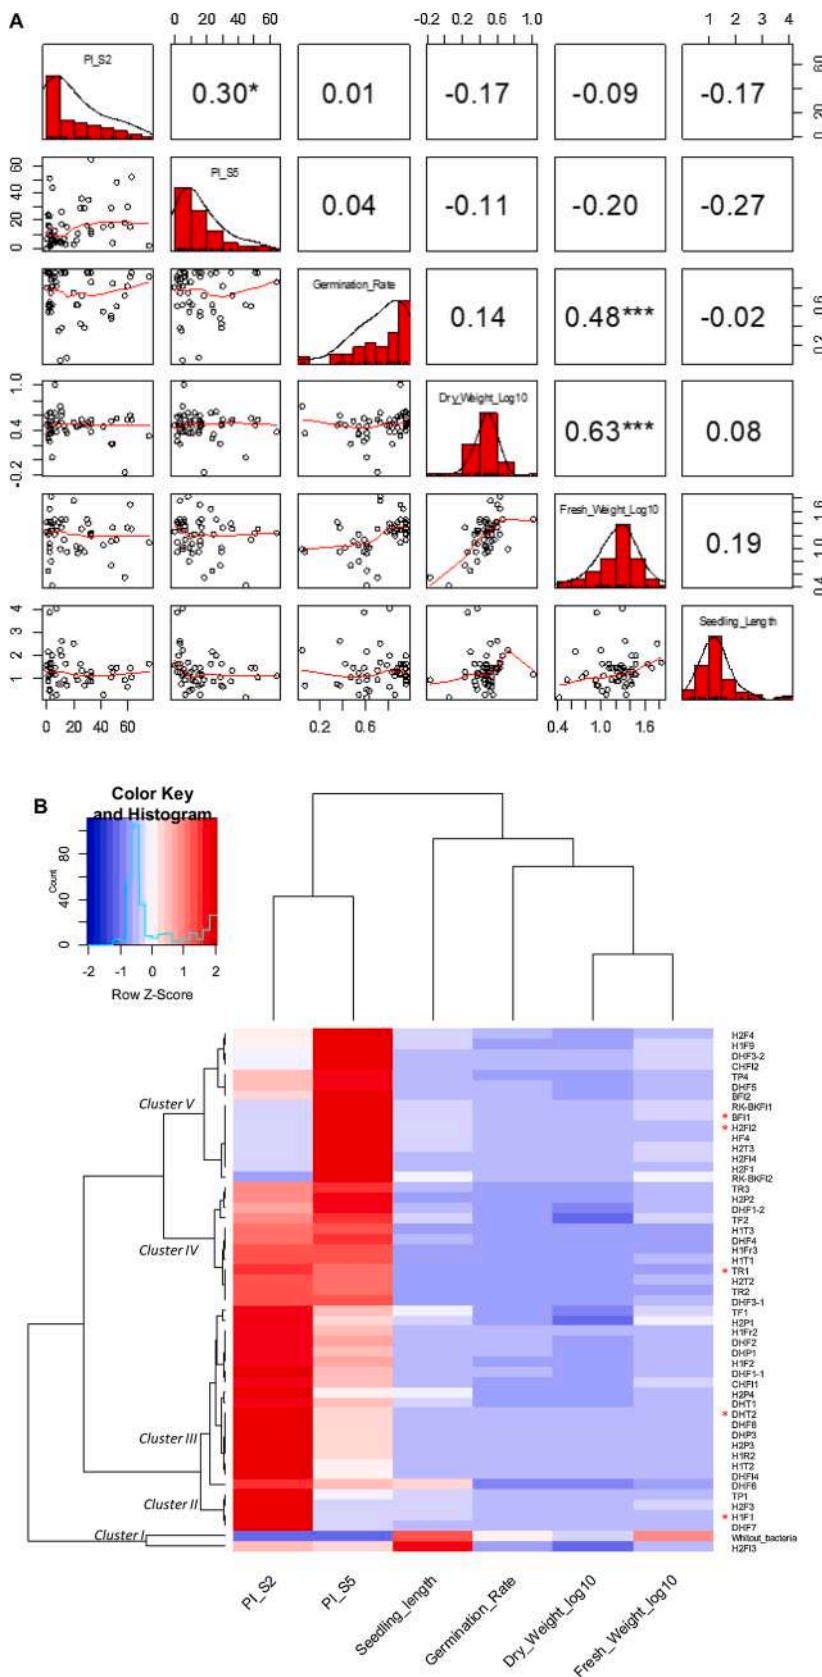 A
0 20 40 60
-0.2 0.2 0.6 1.0
1 2 3 4
PI_S2
0.30*
0.01
-0.17
-0.09
-0.17
0 20 60
0 20 40 60
PI_S5
0.04
-0.11
-0.20
-0.27
Germination_Rate
0.14
0.48***
-0.02
0.2 0.6
-0.2 0.4 1.0
Dry_Weight_Log10
0.63***
0.08
Fresh_Weight_Log10
0.19
0.4 1.0 1.6
1 2 3 4
Seedling_Length
0 20 40 60
0 20 40 60
0.2 0.6
0.4 1.0 1.6
B
Color Key
and Histogram
Count
0 40 80
-2 -1 0 1 2
Row Z-Score
Cluster V
Cluster IV
Cluster III
Cluster II
Cluster I
H2F4
H1F9
DHF3-2
CHFI2
TP4
DHF5
BFI2
RK-BKFI1
* BFI1
* H2FI2
HF4
H2T3
H2FI4
H2F1
RK-BKFI2
TR3
H2P2
DHF1-2
TF2
H1T3
DHF4
H1Fr3
H1T1
* TR1
H2T2
TR2
DHF3-1
TF1
H2P1
H1Fr2
DHF2
DHP1
H1F2
DHF1-1
CHFI1
H2P4
DHT1
* DHT2
DHF8
DHP3
H2P3
H1R2
H1T2
DHFI4
DHF6
TP1
H2F3
* H1F1
DHF7
Whitout_bacteria
H2FI3
PI_S2
PI_S5
Seedling_length
Germination_Rate
Dry_Weight_log10
Fresh_Weight_log10